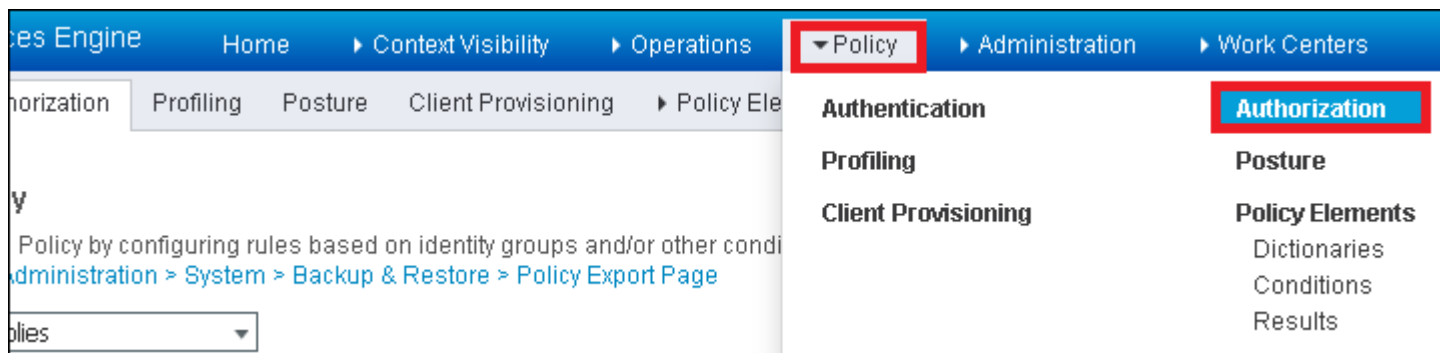 ces Engine Home Context Visibility Operations Policy Administration Work Centers
horization Profiling Posture Client Provisioning Policy Ele
Authentication Authorization
Profiling Posture
Client Provisioning Policy Elements
Dictionaries
Conditions
Results
y
Policy by configuring rules based on identity groups and/or other condi
Administration > System > Backup & Restore > Policy Export Page
plies